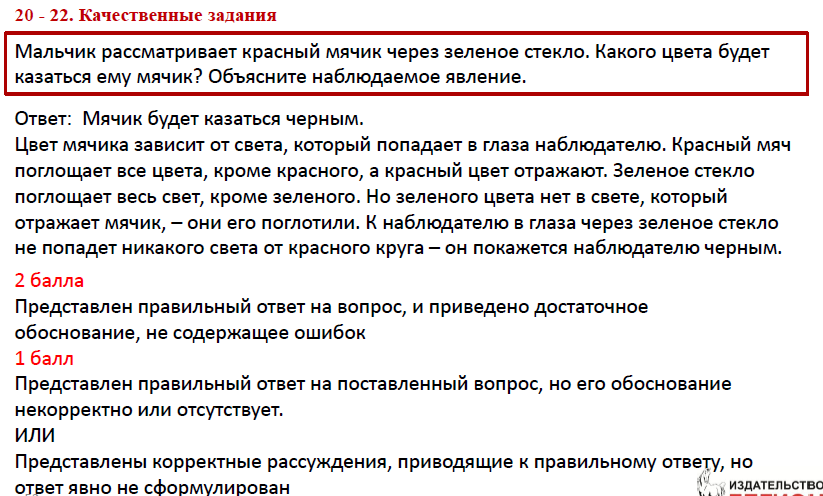 20 - 22. Качественные задания
Мальчик рассматривает красный мячик через зеленое стекло. Какого цвета будет
казаться ему мячик? Объясните наблюдаемое явление.
Ответ: Мячик будет казаться черным.
Цвет мячика зависит от света, который попадает в глаза наблюдателю. Красный мяч
поглощает все цвета, кроме красного, а красный цвет отражают. Зеленое стекло
поглощает весь свет, кроме зеленого. Но зеленого цвета нет в свете, который
отражает мячик, – они его поглотили. К наблюдателю в глаза через зеленое стекло
не попадет никакого света от красного круга – он покажется наблюдателю черным.
2 балла
Представлен правильный ответ на вопрос, и приведено достаточное
обоснование, не содержащее ошибок
1 балл
Представлен правильный ответ на поставленный вопрос, но его обоснование
некорректно или отсутствует.
ИЛИ
Представлены корректные рассуждения, приводящие к правильному ответу, но
ответ явно не сформулирован
ИЗДАТЕЛЬСТВО